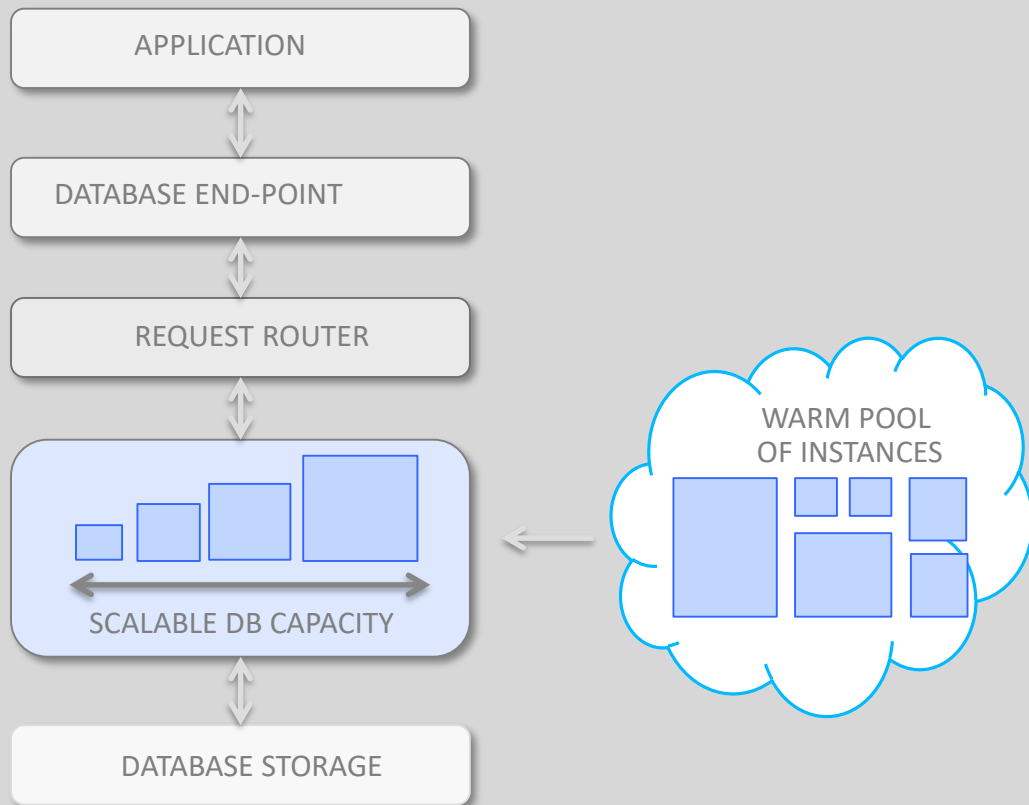 APPLICATION
DATABASE END-POINT
REQUEST ROUTER
WARM POOL
OF INSTANCES
SCALABLE DB CAPACITY
DATABASE STORAGE